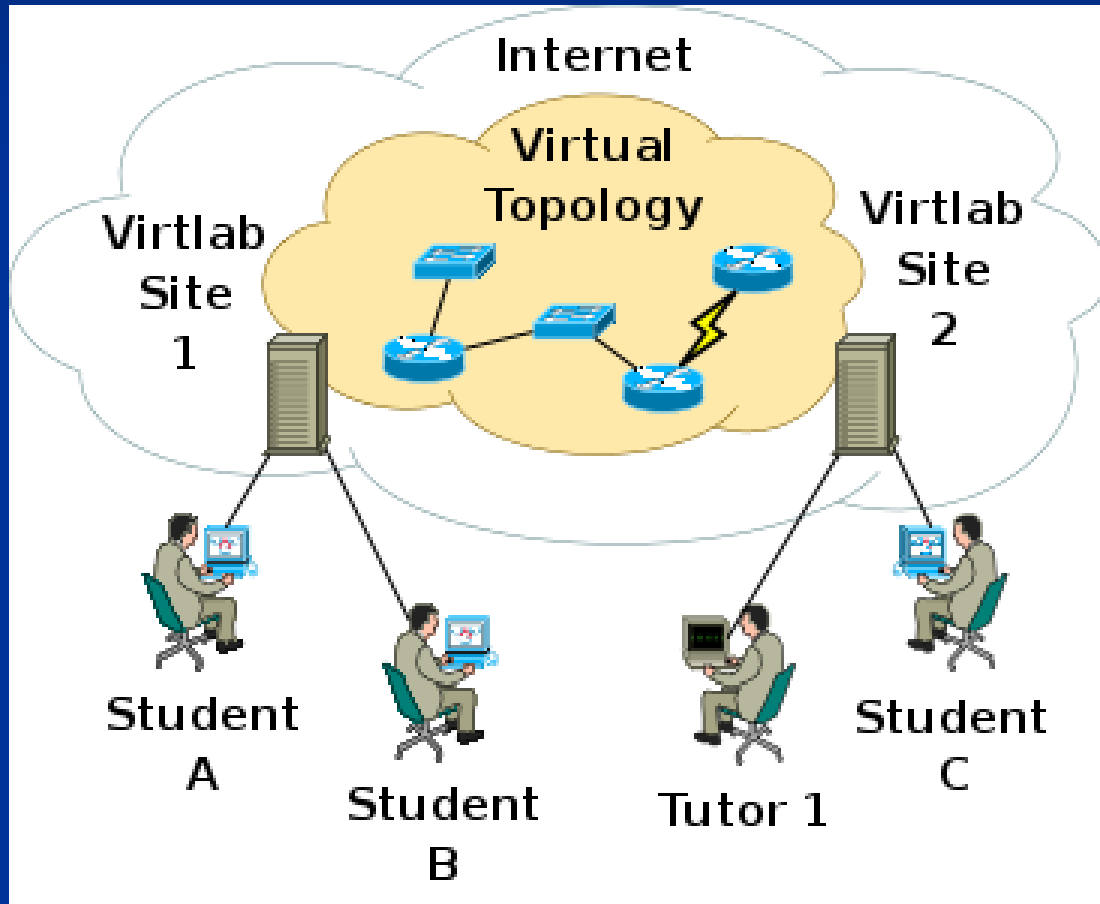 Internet
Virtual
Topology
Virtlab
Site
1
Virtlab
Site
2
Student
A
Student
B
Tutor 1
Student
C